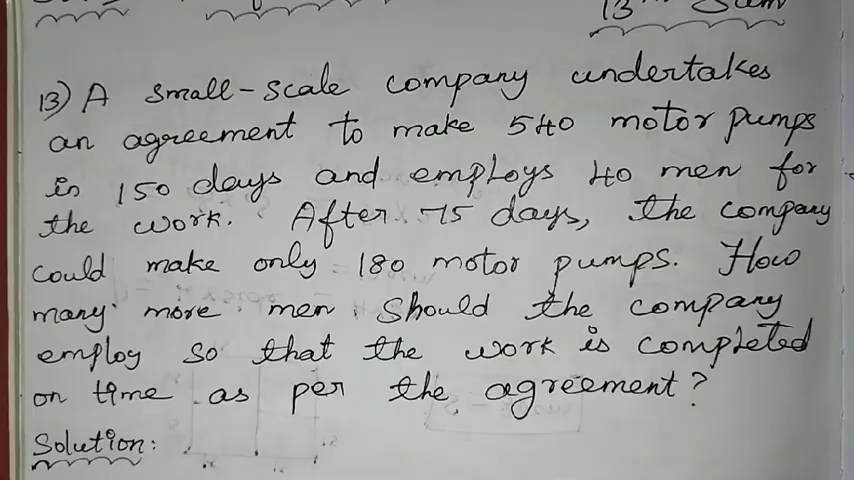 13
13) A small-scale company undertakes
an agreement to make 540 motor pumps
in 150 days and employs 40 men for
the work. After 75 days, the company
could make only 180 motor pumps. How
many more men should the company
employ so that the work is completed
on time as per the agreement?
Solution: